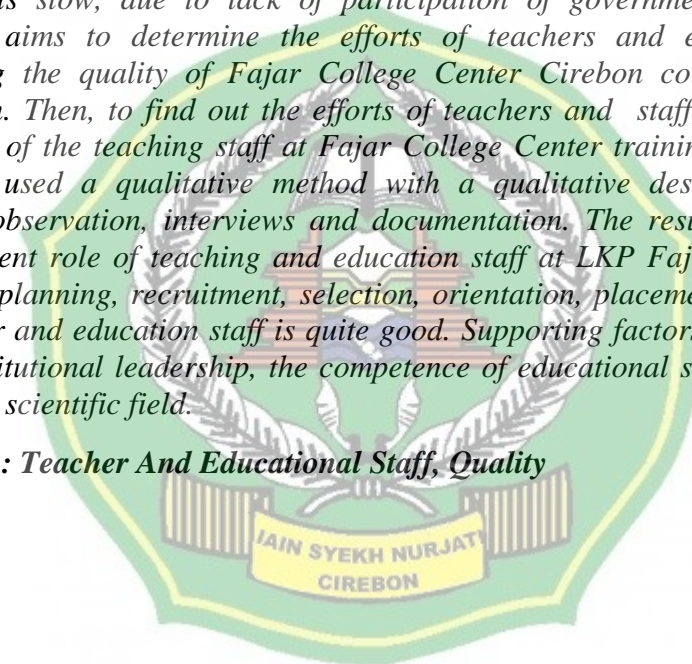 is slow, due to lack of participation of governme
aims to determine the efforts of teachers and e
g the quality of Fajar College Center Cirebon co
n. Then, to find out the efforts of teachers and staff
of the teaching staff at Fajar College Center trainin
used a qualitative method with a qualitative des
observation, interviews and documentation. The resu
ent role of teaching and education staff at LKP Faj
planning, recruitment, selection, orientation, placeme
r and education staff is quite good. Supporting factor
itutional leadership, the competence of educational s
scientific field.
: Teacher And Educational Staff, Quality
IAIN SYEKH NURJATI
CIREBON